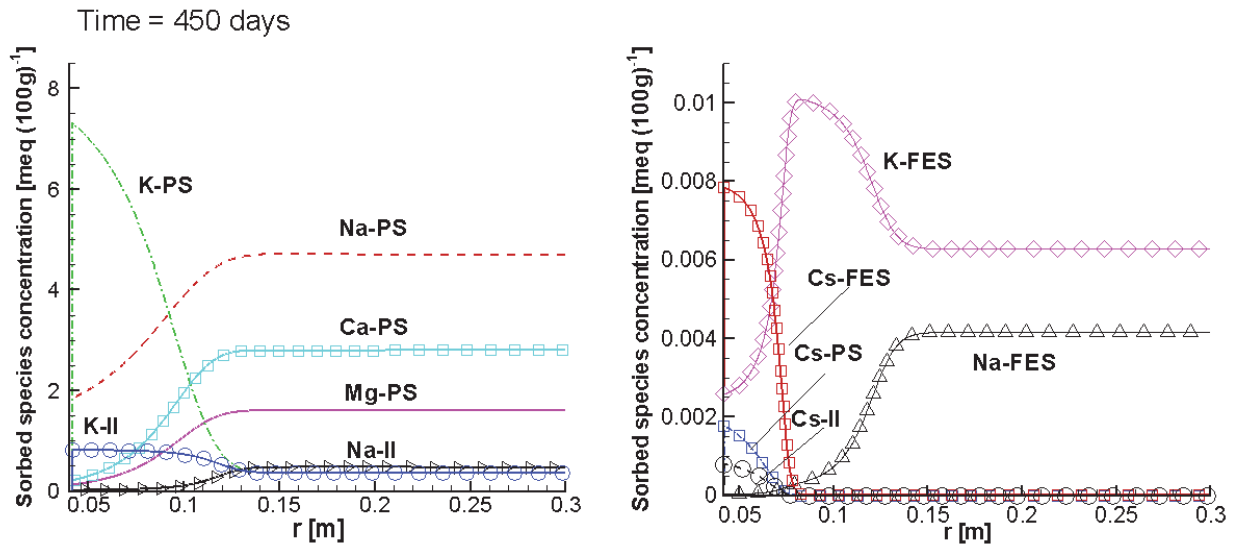 Time = 450 days
Sorbed species concentration [meq (100g)-1]
8
6
4
2
0
K-PS
Na-PS
Ca-PS
Mg-PS
K-II
Na-II
0.05 0.1 0.15 0.2 0.25 0.3
r [m]
Sorbed species concentration [meq (100g)-1]
0.01
0.008
0.006
0.004
0.002
0
K-FES
Cs-FES
Cs-PS
Na-FES
Cs-II
0.05 0.1 0.15 0.2 0.25 0.3
r [m]